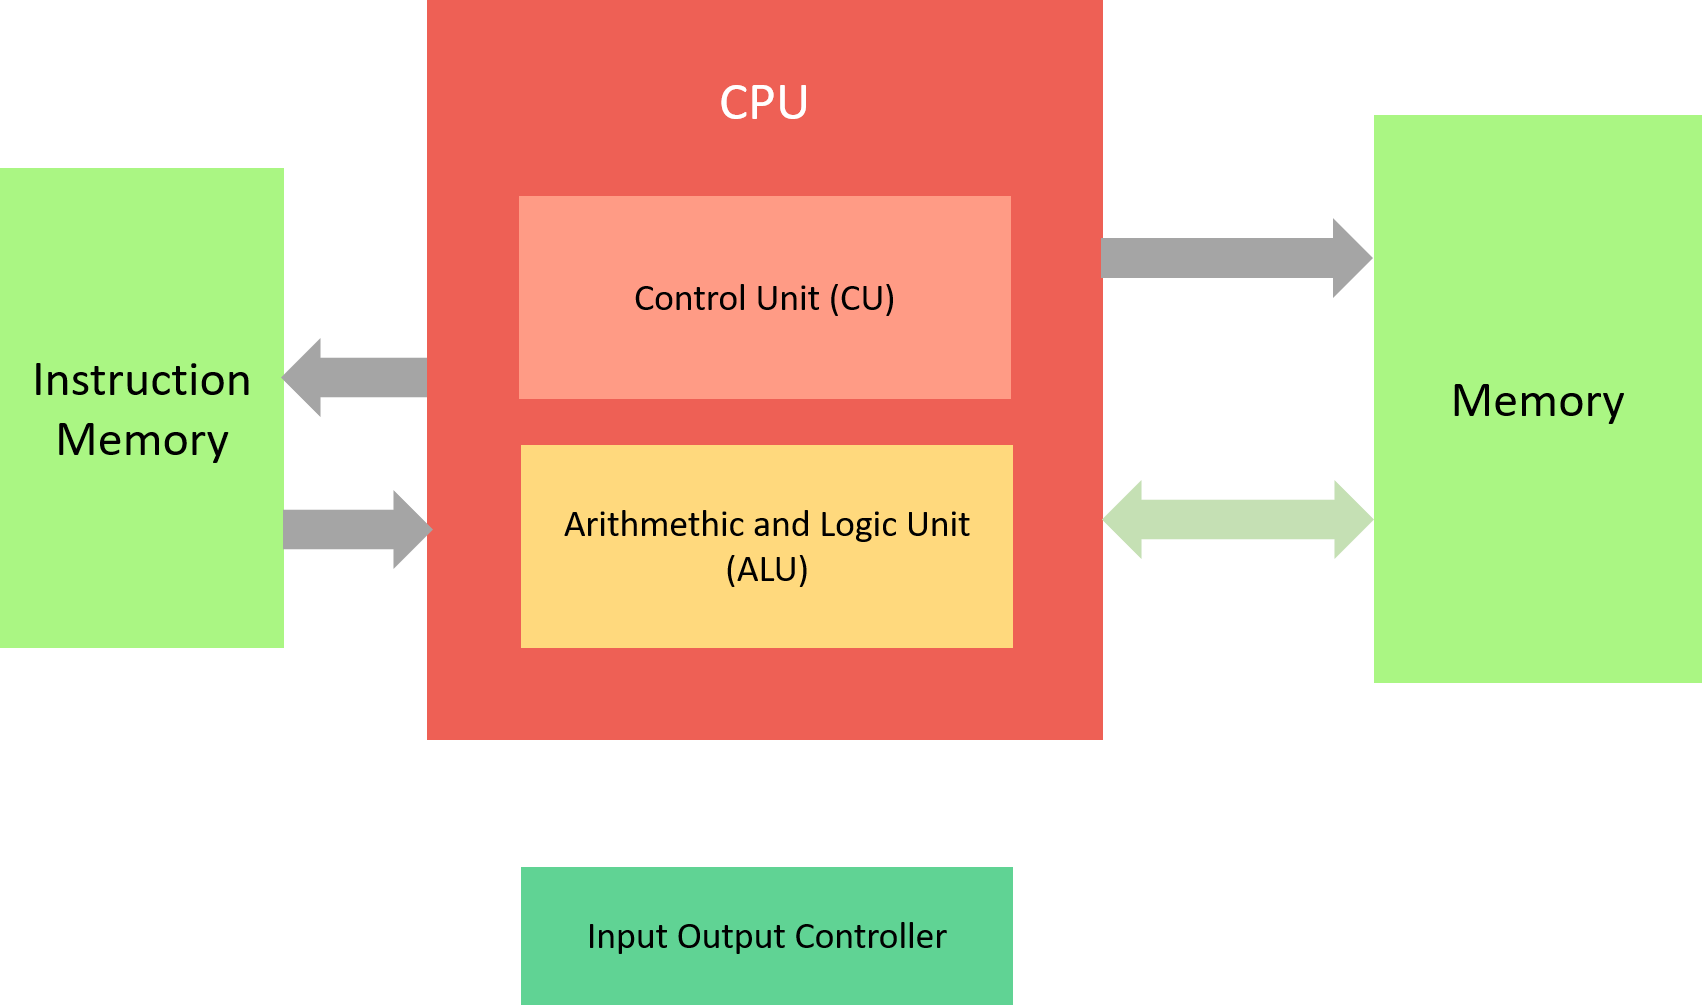 CPU
Control Unit (CU)
Instruction
Memory
Memory
Arithmethic and Logic Unit
(ALU)
Input Output Controller